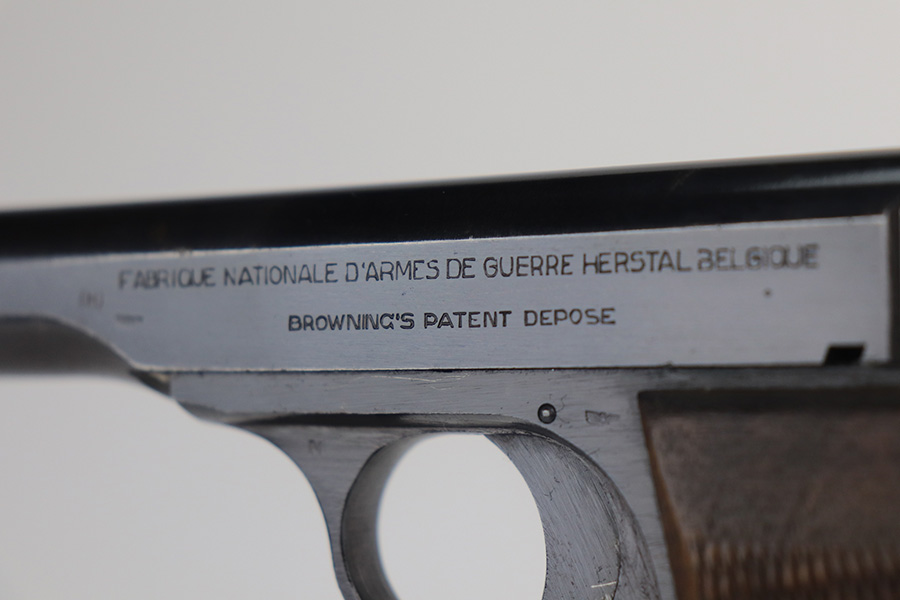 FABRIQUE NATIONALE D'ARMES DE GUERRE HERSTAL BELGIQUE
BROWNING'S PATENT DEPOSE